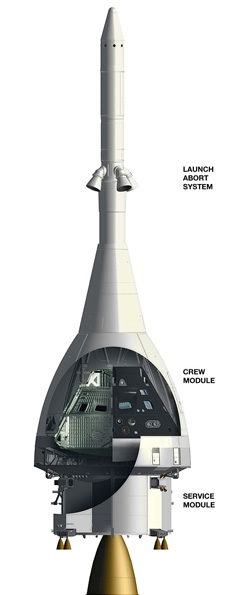 LAUNCH
ABORT
SYSTEM
CREW
MODULE
SERVICE
MODULE